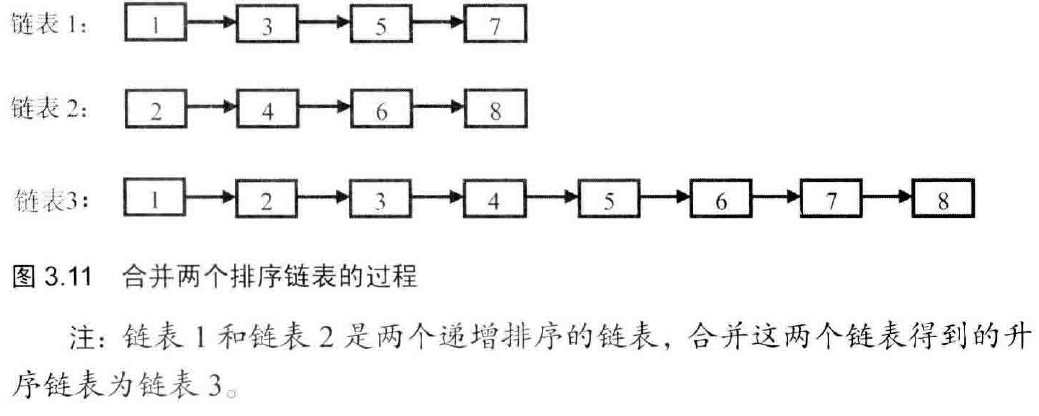 链表 1： 1 3 5 7
链表 2： 2 4 6 8
链表3： 1 2 3 4 5 6 7 8
图 3.11 合并两个排序链表的过程
注：链表 1 和链表 2 是两个递增排序的链表，合并这两个链表得到的升
序链表为链表 3。